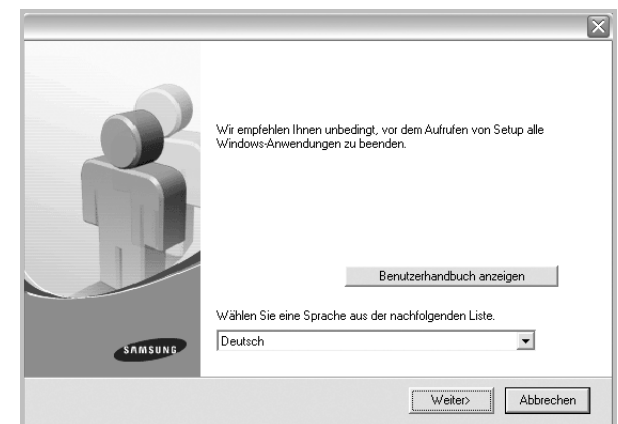 Wir empfehlen Ihnen unbedingt, vor dem Aufrufen von Setup alle
Windows-Anwendungen zu beenden.
Benutzerhandbuch anzeigen
Wählen Sie eine Sprache aus der nachfolgenden Liste.
Deutsch
SAMSUNG
Weiter>
Abbrechen